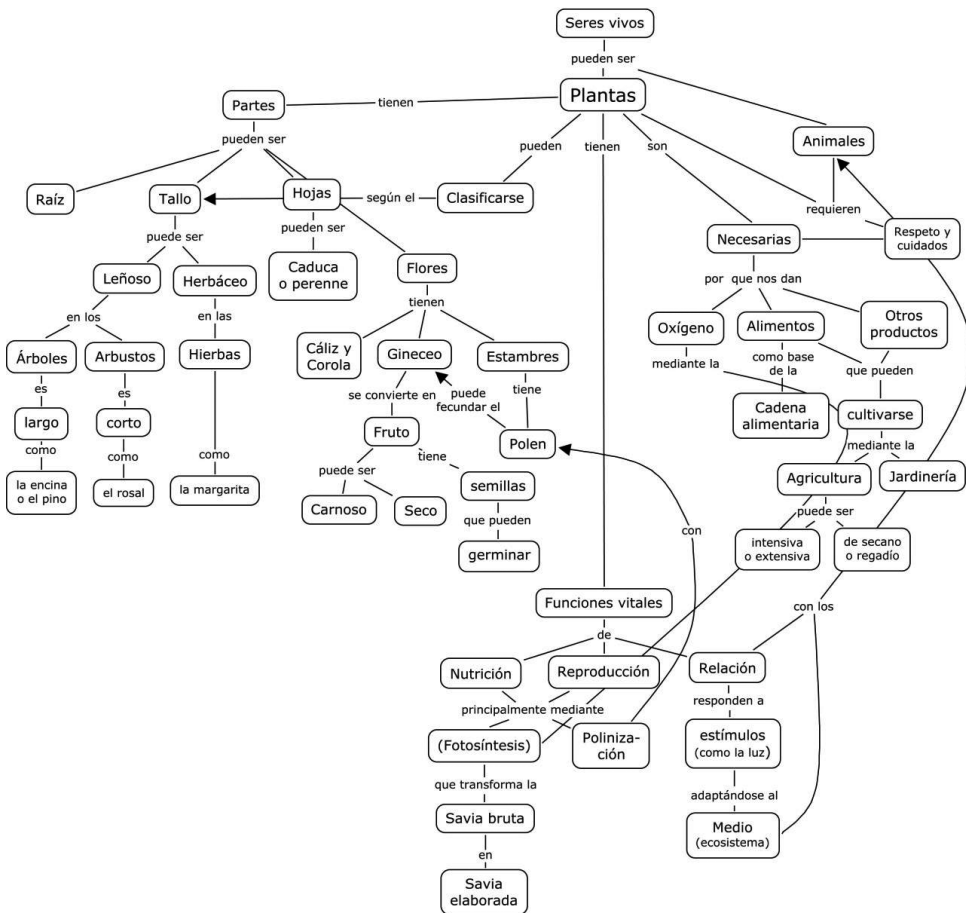 Seres vivos
pueden ser
Plantas
Partes
tienen
pueden ser
pueden
tienen
son
Animales
Raíz
Tallo
Hojas
según el
Clasificarse
requieren
Respeto y
cuidados
puede ser
pueden ser
Necesarias
Leñoso
Herbáceo
Caduca
o perenne
Flores
por que nos dan
en los
en las
tienen
Oxígeno
Alimentos
Otros
productos
Árboles
Arbustos
Hierbas
Cáliz y
Corola
Gineceo
Estambres
mediante la
como base
de la
que pueden
es
es
se convierte en
puede
fecundar el
tiene
largo
corto
Fruto
Polen
Cadena
alimentaria
cultivarse
como
como
como
puede ser
tiene
mediante la
la encina
o el pino
el rosal
la margarita
Carnoso
Seco
semillas
Agricultura
Jardinería
que pueden
puede ser
germinar
con
intensiva
o extensiva
de secano
o regadío
Funciones vitales
con los
de
Nutrición
Reproducción
Relación
principalmente mediante
responden a
(Fotosíntesis)
Poliniza-
ción
estímulos
(como la luz)
que transforma la
adaptándose al
Savia bruta
Medio
(ecosistema)
en
Savia
elaborada